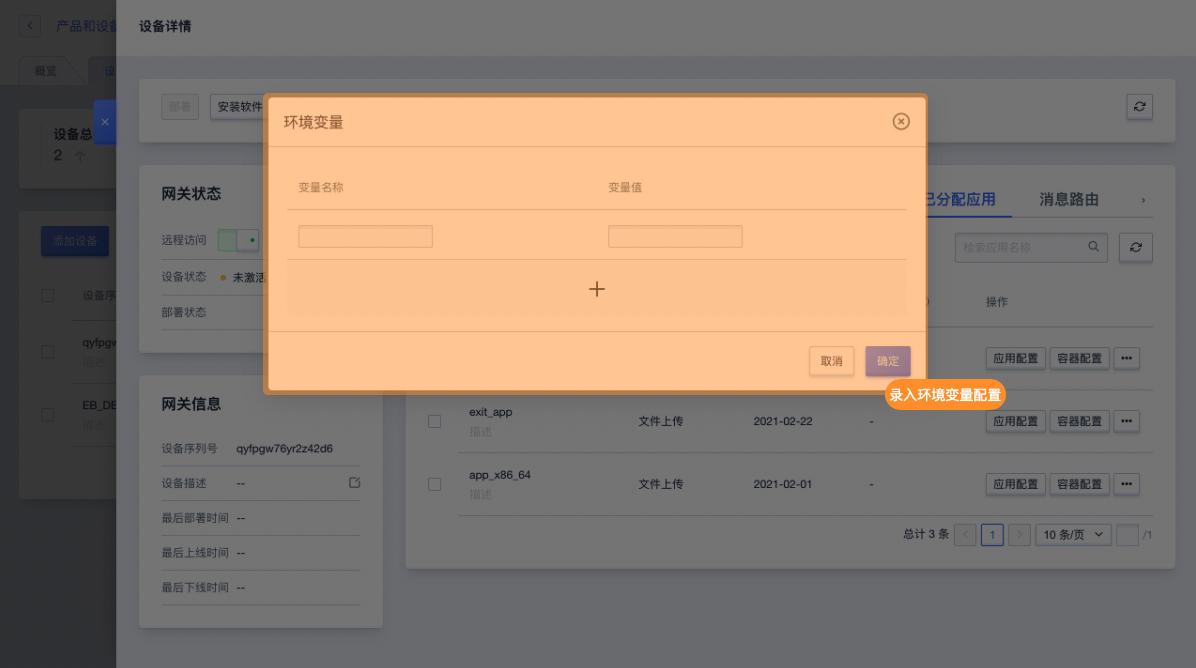 产品和设备
设备详情
概览
设
部署
安装软件
设备总
2
环境变量
变量名称
变量值
网关状态
远程访问
设备状态
未激活
部署状态
已分配应用
消息路由
检索应用名称
添加设备
设备序
操作
qyfpgw
描述
应用配置
容器配置
取消
确定
录入环境变量配置
EB_DE
描述
网关信息
exit_app
描述
文件上传
2021-02-22
-
应用配置
容器配置
设备序列号
qyfpgw76yr2z42d6
设备描述
--
app_x86_64
描述
文件上传
2021-02-01
-
应用配置
容器配置
最后部署时间
--
总计 3 条
1
10 条/页
/1
最后上线时间
--
最后下线时间
--